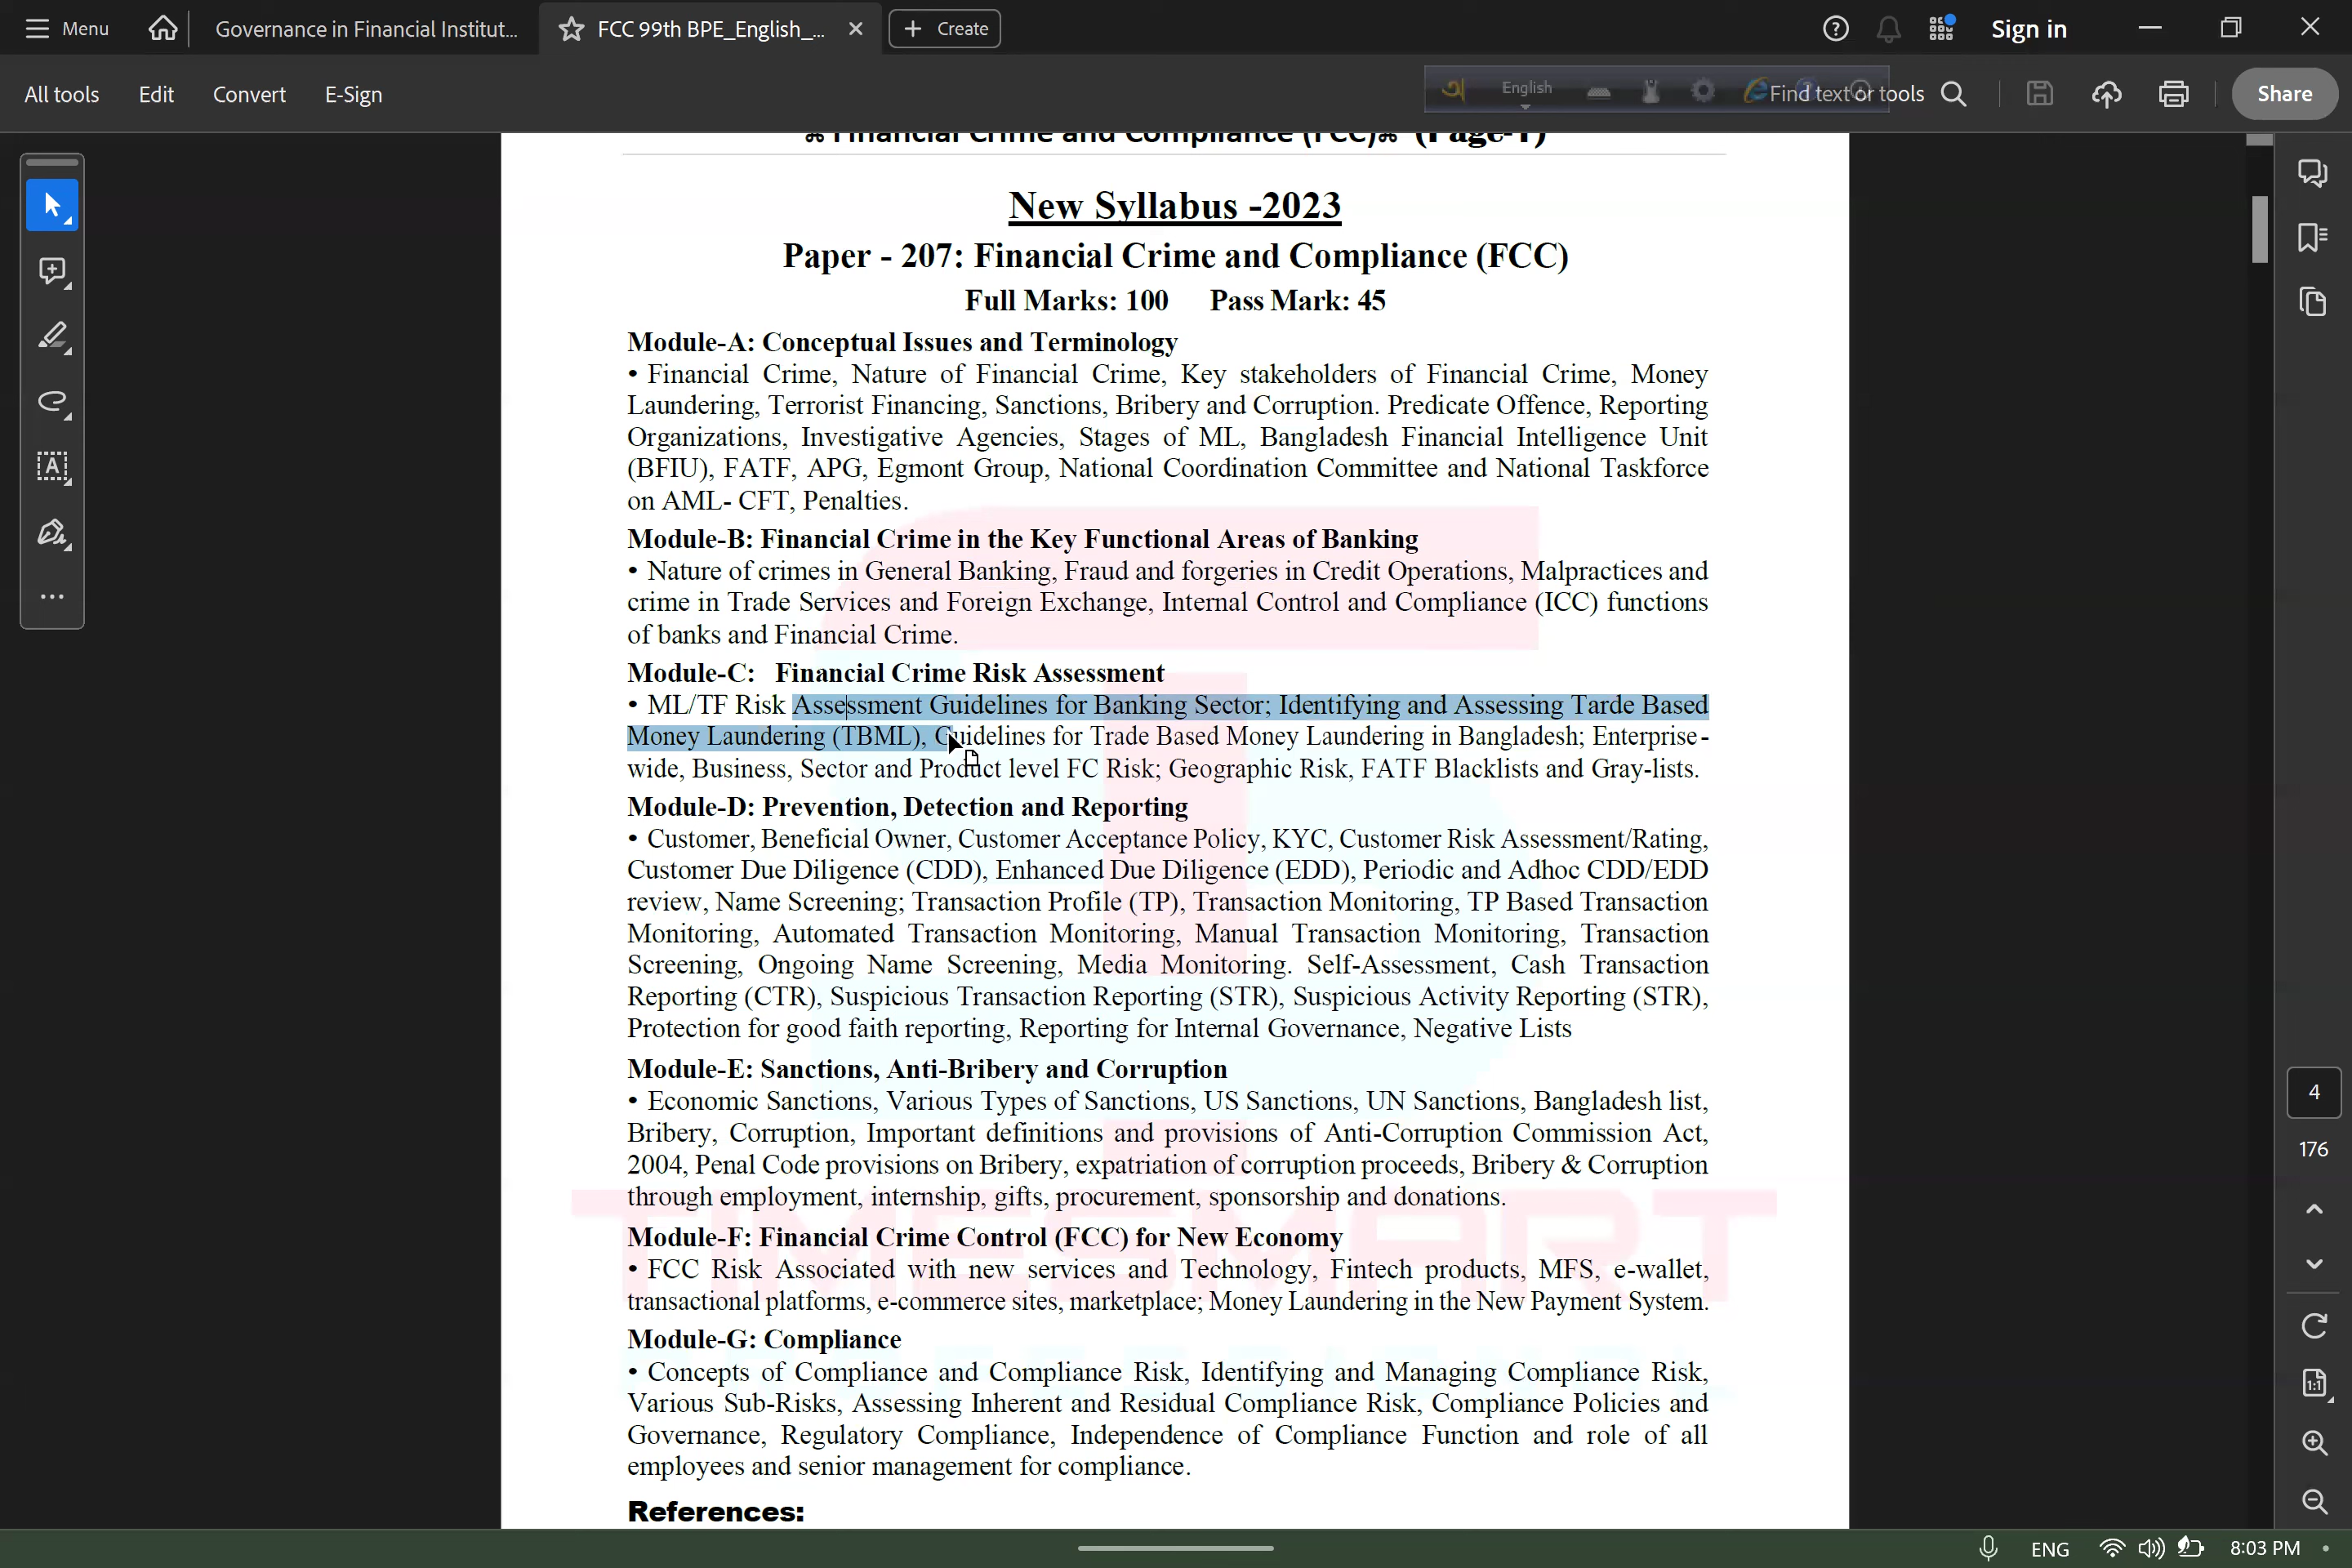 Menu
Governance in Financial Institut...
FCC 99th BPE_English_...
Create
Sign in
All tools
Edit
Convert
E-Sign
English
Find text or tools
Share
⌘ Financial Crime and Compliance (FCC)⌘ (Page-1)
New Syllabus -2023
Paper - 207: Financial Crime and Compliance (FCC)
Full Marks: 100 Pass Mark: 45
Module-A: Conceptual Issues and Terminology
• Financial Crime, Nature of Financial Crime, Key stakeholders of Financial Crime, Money
Laundering, Terrorist Financing, Sanctions, Bribery and Corruption. Predicate Offence, Reporting
Organizations, Investigative Agencies, Stages of ML, Bangladesh Financial Intelligence Unit
(BFIU), FATF, APG, Egmont Group, National Coordination Committee and National Taskforce
on AML- CFT, Penalties.
Module-B: Financial Crime in the Key Functional Areas of Banking
• Nature of crimes in General Banking, Fraud and forgeries in Credit Operations, Malpractices and
crime in Trade Services and Foreign Exchange, Internal Control and Compliance (ICC) functions
of banks and Financial Crime.
Module-C: Financial Crime Risk Assessment
• ML/TF Risk Assessment Guidelines for Banking Sector; Identifying and Assessing Tarde Based
Money Laundering (TBML), Guidelines for Trade Based Money Laundering in Bangladesh; Enterprise-
wide, Business, Sector and Product level FC Risk; Geographic Risk, FATF Blacklists and Gray-lists.
Module-D: Prevention, Detection and Reporting
• Customer, Beneficial Owner, Customer Acceptance Policy, KYC, Customer Risk Assessment/Rating,
Customer Due Diligence (CDD), Enhanced Due Diligence (EDD), Periodic and Adhoc CDD/EDD
review, Name Screening; Transaction Profile (TP), Transaction Monitoring, TP Based Transaction
Monitoring, Automated Transaction Monitoring, Manual Transaction Monitoring, Transaction
Screening, Ongoing Name Screening, Media Monitoring. Self-Assessment, Cash Transaction
Reporting (CTR), Suspicious Transaction Reporting (STR), Suspicious Activity Reporting (STR),
Protection for good faith reporting, Reporting for Internal Governance, Negative Lists
Module-E: Sanctions, Anti-Bribery and Corruption
• Economic Sanctions, Various Types of Sanctions, US Sanctions, UN Sanctions, Bangladesh list,
Bribery, Corruption, Important definitions and provisions of Anti-Corruption Commission Act,
2004, Penal Code provisions on Bribery, expatriation of corruption proceeds, Bribery & Corruption
through employment, internship, gifts, procurement, sponsorship and donations.
TIMESMART
Module-F: Financial Crime Control (FCC) for New Economy
• FCC Risk Associated with new services and Technology, Fintech products, MFS, e-wallet,
transactional platforms, e-commerce sites, marketplace; Money Laundering in the New Payment System.
Module-G: Compliance
• Concepts of Compliance and Compliance Risk, Identifying and Managing Compliance Risk,
Various Sub-Risks, Assessing Inherent and Residual Compliance Risk, Compliance Policies and
Governance, Regulatory Compliance, Independence of Compliance Function and role of all
employees and senior management for compliance.
References:
4
176
ENG
8:03 PM